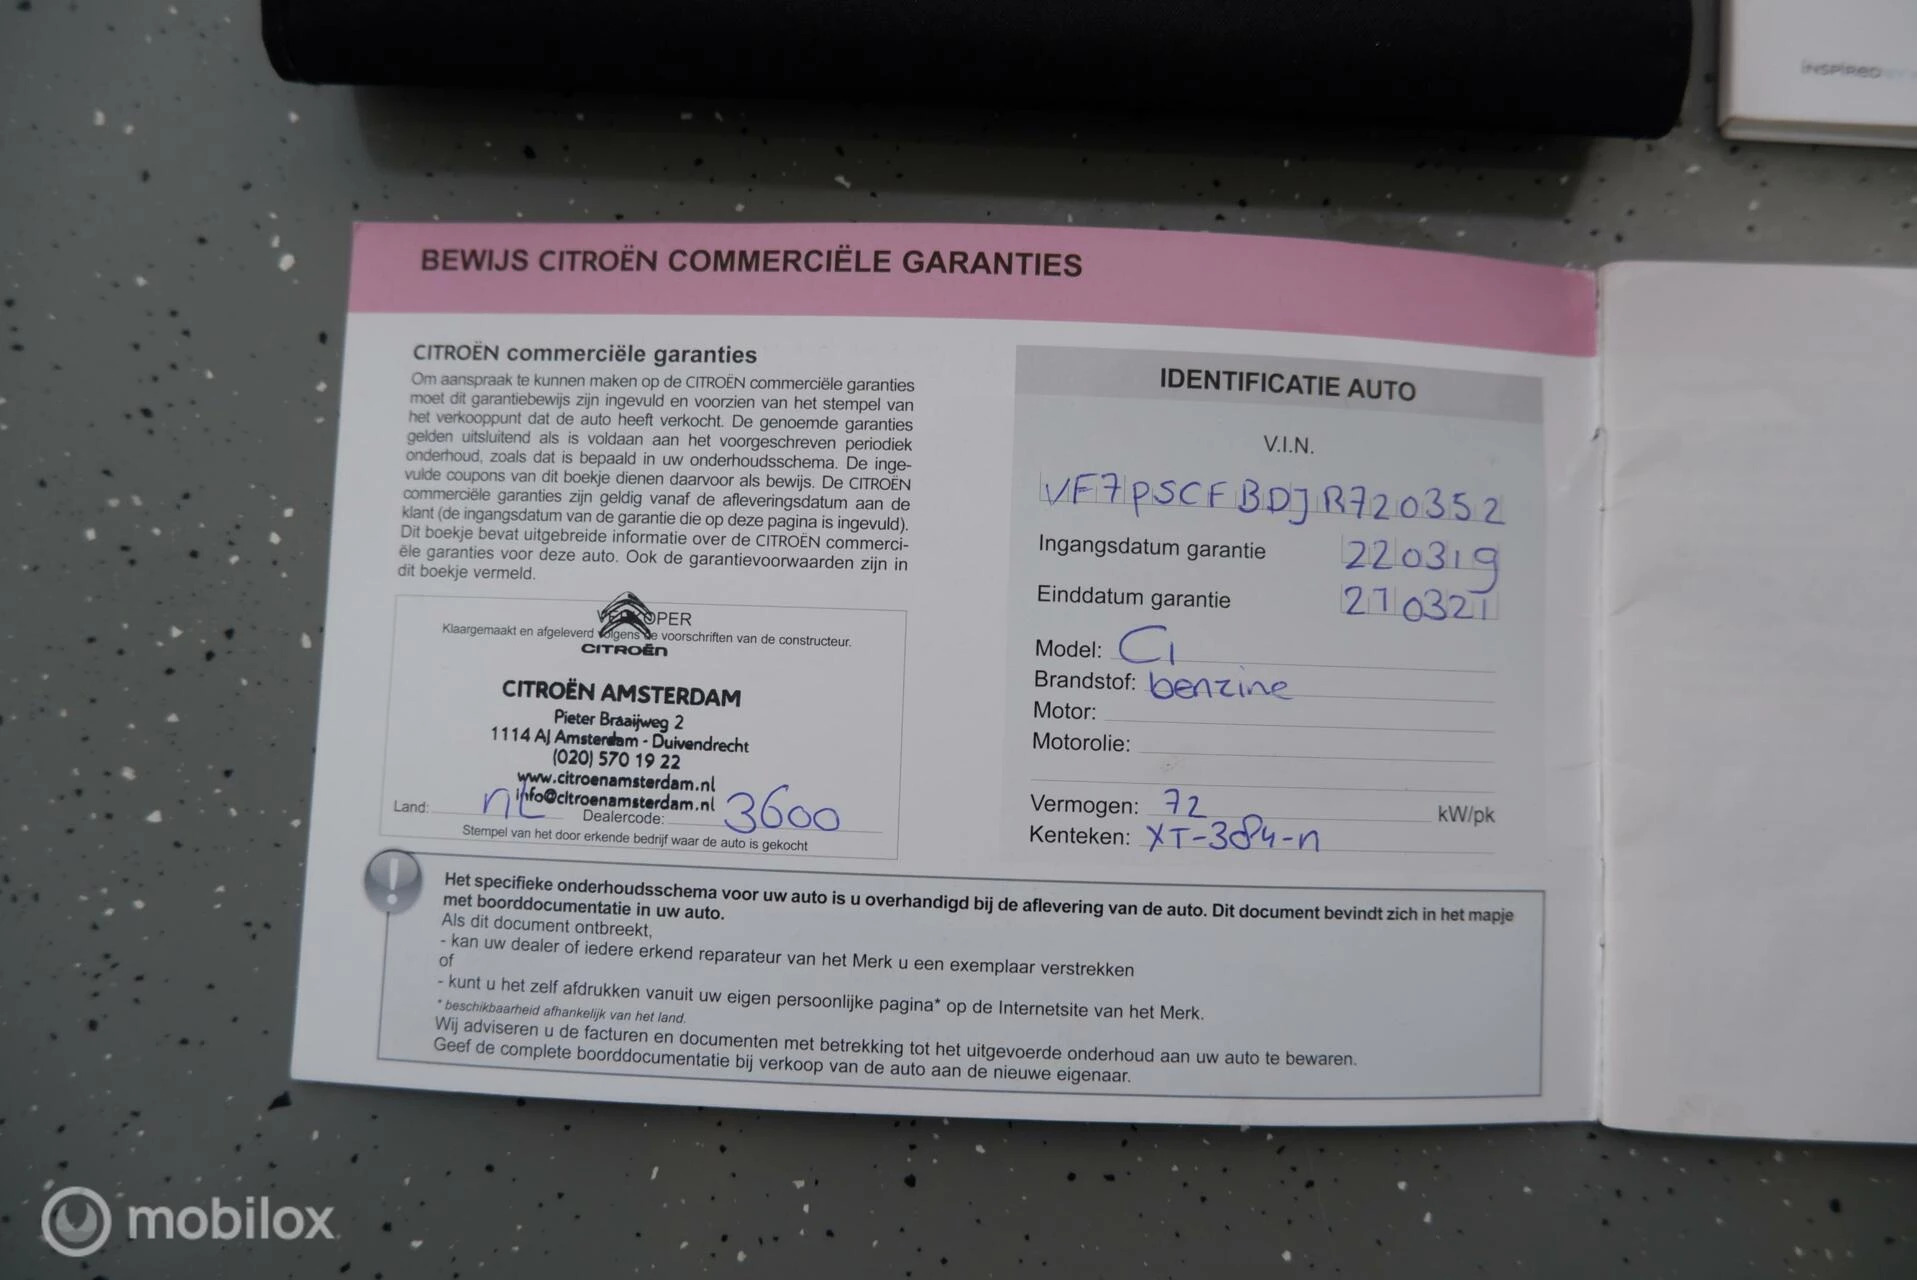 INSPIRED
BEWIJS CITROËN COMMERCIËLE GARANTIES
CITROËN commerciële garanties
Om aanspraak te kunnen maken op de CITROËN commerciële garanties
moet dit garantiebewijs zijn ingevuld en voorzien van het stempel van
het verkooppunt dat de auto heeft verkocht. De genoemde garanties
gelden uitsluitend als is voldaan aan het voorgeschreven periodiek
onderhoud, zoals dat is bepaald in uw onderhoudsschema. De inge-
vulde coupons van dit boekje dienen daarvoor als bewijs. De CITROËN
commerciële garanties zijn geldig vanaf de afleveringsdatum aan de
klant (de ingangsdatum van de garantie die op deze pagina is ingevuld).
Dit boekje bevat uitgebreide informatie over de CITROËN commerci-
ële garanties voor deze auto. Ook de garantievoorwaarden zijn in
dit boekje vermeld.
VERKOPER
Klaargemaakt en afgeleverd volgens de voorschriften van de constructeur.
CITROËN
CITROËN AMSTERDAM
Pieter Braaijweg 2
1114 AJ Amsterdam - Duivendrecht
(020) 570 19 22
www.citroenamsterdam.nl
info@citroenamsterdam.nl
Land: nL Dealercode: 3600
Stempel van het door erkende bedrijf waar de auto is gekocht
IDENTIFICATIE AUTO
V.I.N.
VF7PSCFBDJR720352
Ingangsdatum garantie 220319
Einddatum garantie 210321
Model: C1
Brandstof: benzine
Motor:
Motorolie:
Vermogen: 72 kW/pk
Kenteken: XT-384-n
Het specifieke onderhoudsschema voor uw auto is u overhandigd bij de aflevering van de auto. Dit document bevindt zich in het mapje
met boorddocumentatie in uw auto.
Als dit document ontbreekt,
- kan uw dealer of iedere erkend reparateur van het Merk u een exemplaar verstrekken
of
- kunt u het zelf afdrukken vanuit uw eigen persoonlijke pagina* op de Internetsite van het Merk.
* beschikbaarheid afhankelijk van het land.
Wij adviseren u de facturen en documenten met betrekking tot het uitgevoerde onderhoud aan uw auto te bewaren.
Geef de complete boorddocumentatie bij verkoop van de auto aan de nieuwe eigenaar.
mobilox